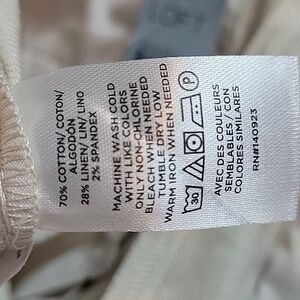 LOFT
70% COTTON/ COTON/
ALGODON
28% LINEN/ LIN/ LINO
2% SPANDEX
MACHINE WASH COLD
WITH LIKE COLORS
ONLY NON-CHLORINE
BLEACH WHEN NEEDED
TUMBLE DRY LOW
WARM IRON WHEN NEEDED
30
AVEC DES COULEURS
SEMBLABLES / CON
COLORES SIMILARES
RN#140923